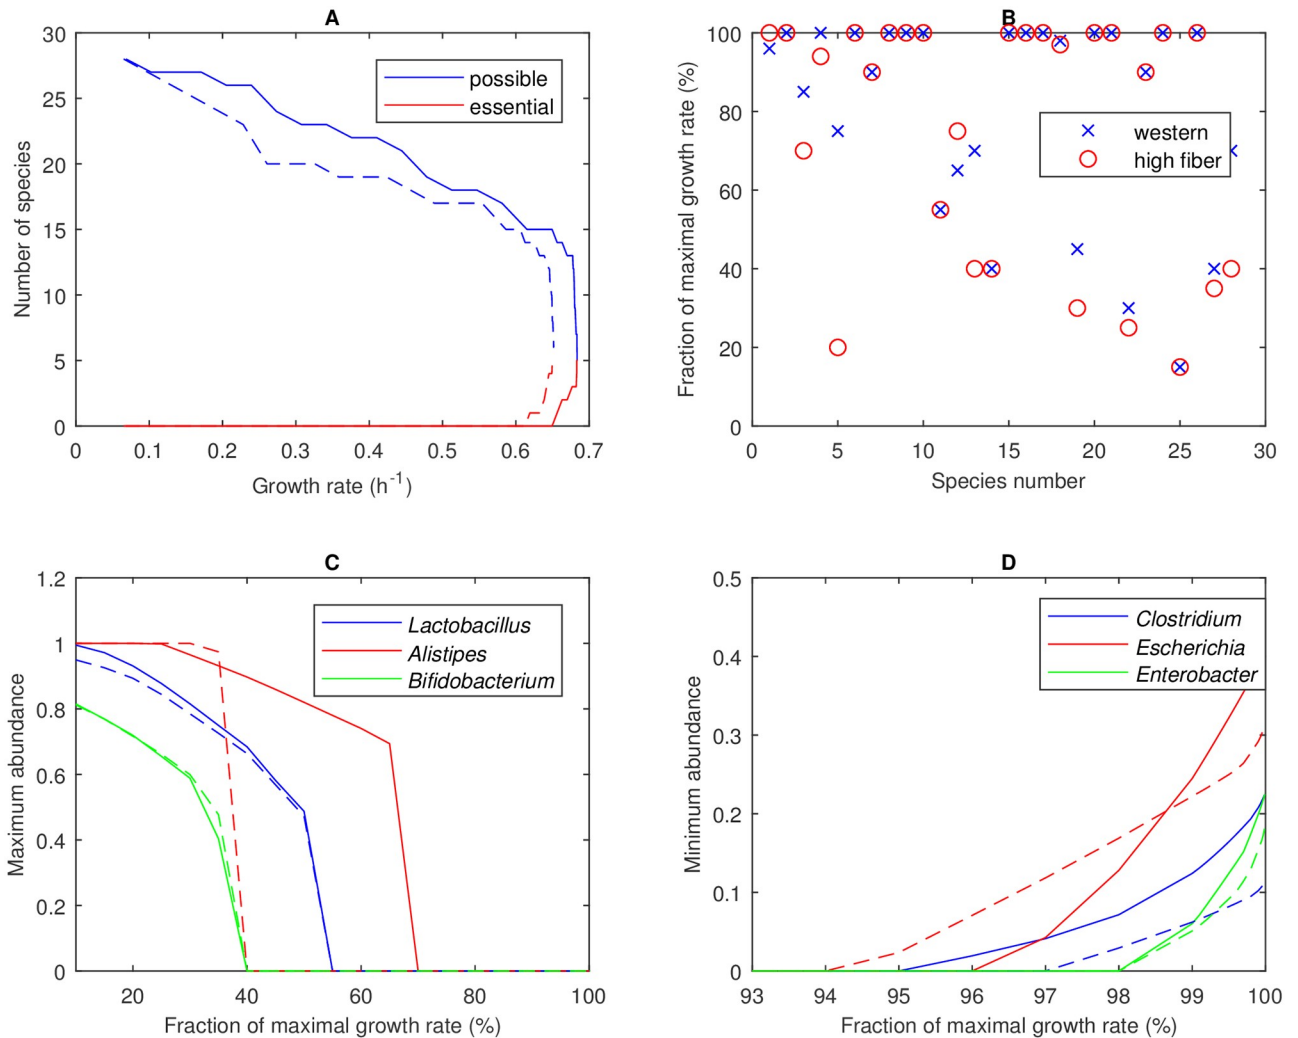 A
30
25
20
15
10
5
0
Number of species
possible
essential
0 0.1 0.2 0.3 0.4 0.5 0.6 0.7
Growth rate (h-1)
B
100
80
60
40
20
0
Fraction of maximal growth rate (%)
western
high fiber
0 5 10 15 20 25 30
Species number
C
1.2
1
0.8
0.6
0.4
0.2
0
Maximum abundance
Lactobacillus
Alistipes
Bifidobacterium
20 40 60 80 100
Fraction of maximal growth rate (%)
D
0.5
0.4
0.3
0.2
0.1
0
Minimum abundance
Clostridium
Escherichia
Enterobacter
93 94 95 96 97 98 99 100
Fraction of maximal growth rate (%)